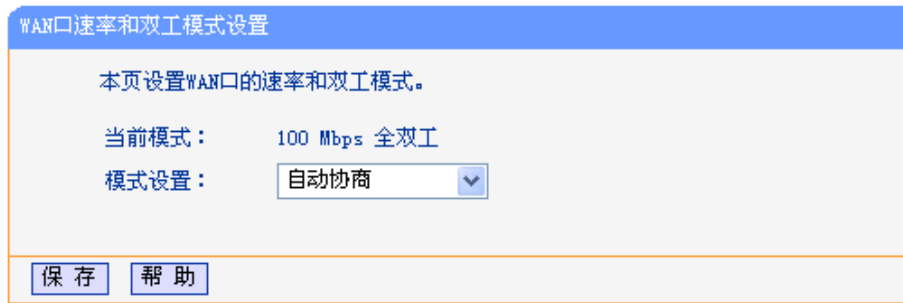 WAN口速率和双工模式设置
本页设置WAN口的速率和双工模式。
当前模式： 100 Mbps 全双工
模式设置： 自动协商
保 存 帮 助